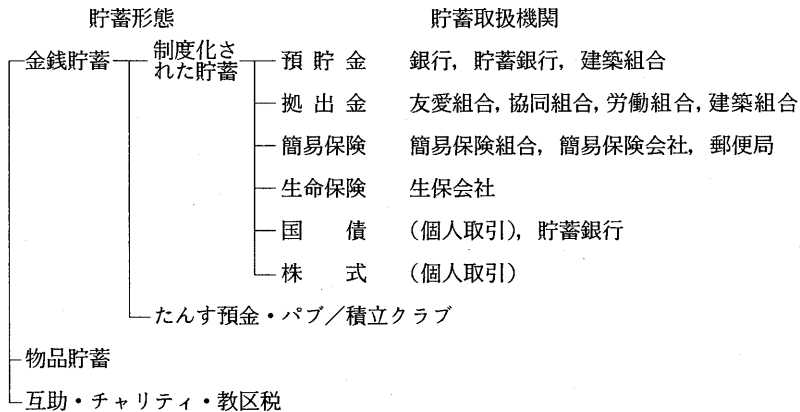 貯蓄形態 貯蓄取扱機関
金銭貯蓄 制度化された貯蓄 預貯金 銀行，貯蓄銀行，建築組合
拠出金 友愛組合，協同組合，労働組合，建築組合
簡易保険 簡易保険組合，簡易保険会社，郵便局
生命保険 生保会社
国債 （個人取引），貯蓄銀行
株式 （個人取引）
たんす預金・パブ／積立クラブ
物品貯蓄
互助・チャリティ・教区税